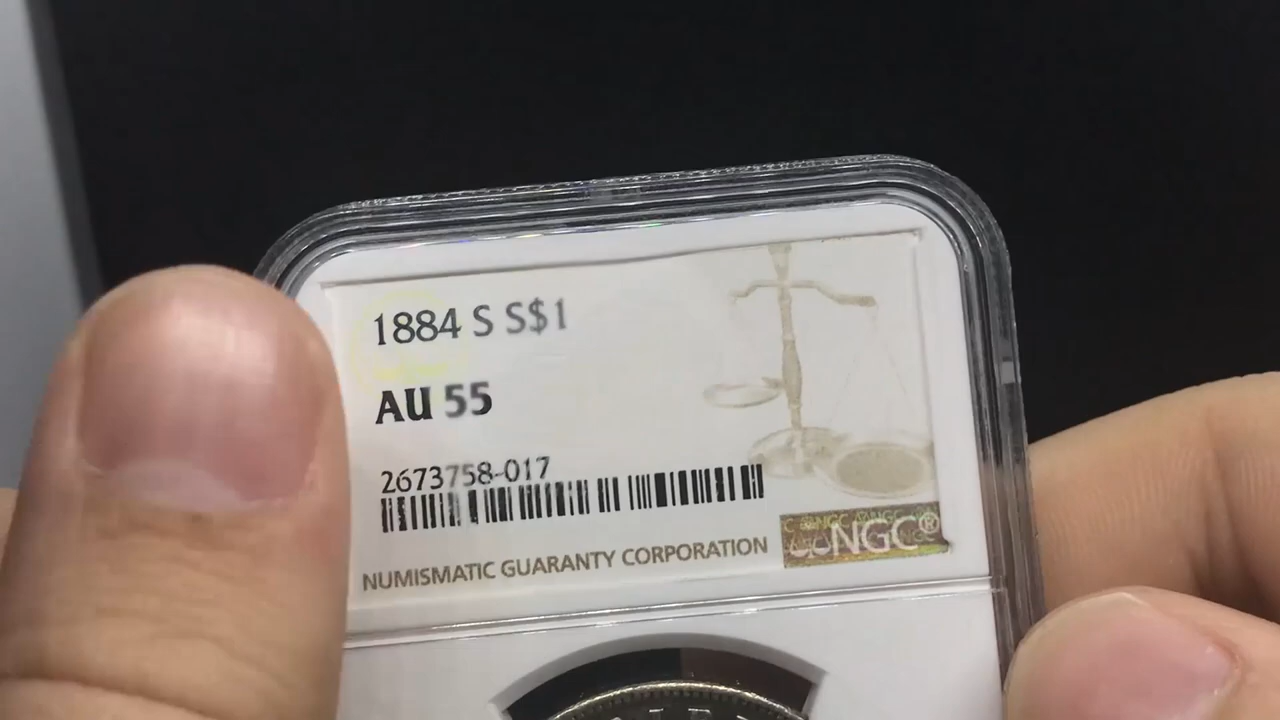 1884 S S$1
AU 55
2673758-017
NUMISMATIC GUARANTY CORPORATION
NGC®